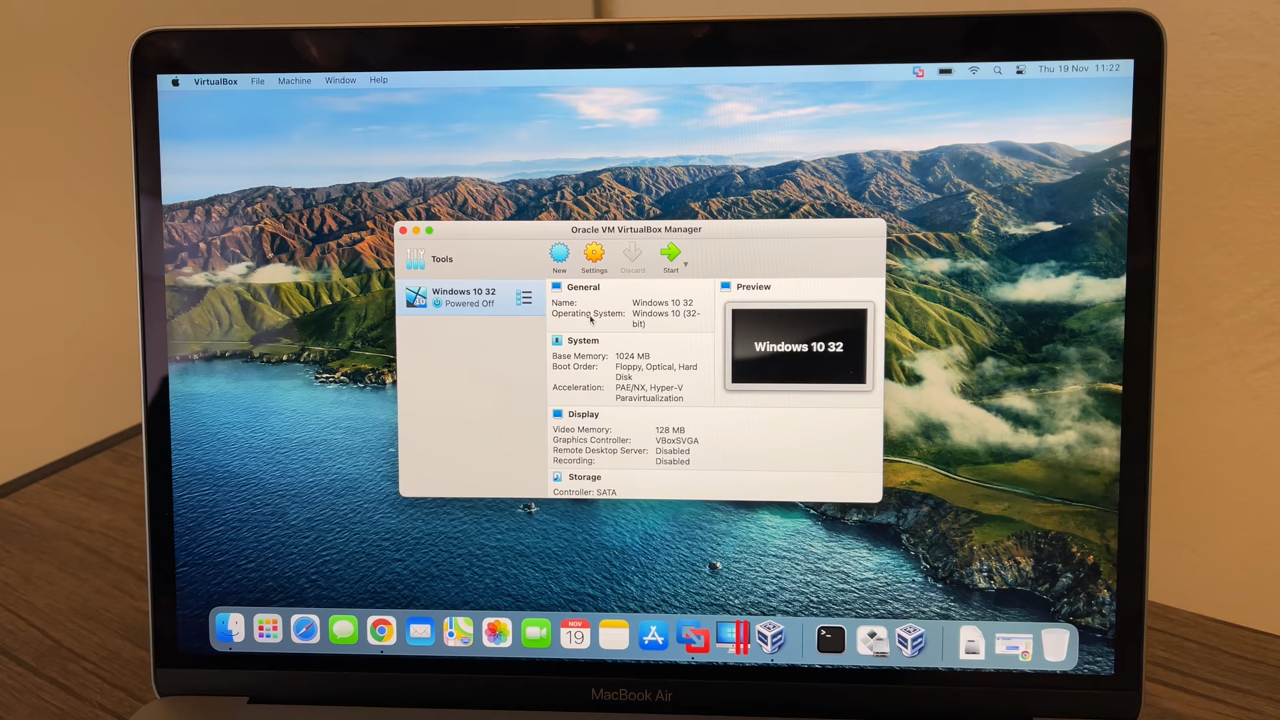 VirtualBox File Machine Window Help
Thu 19 Nov 11:22
Oracle VM VirtualBox Manager
Tools
New Settings Discard Start
Windows 10 32
Powered Off
General
Name: Windows 10 32
Operating System: Windows 10 (32-
bit)
System
Base Memory: 1024 MB
Boot Order: Floppy, Optical, Hard
Disk
Acceleration: PAE/NX, Hyper-V
Paravirtualization
Preview
Windows 10 32
Display
Video Memory: 128 MB
Graphics Controller: VBoxSVGA
Remote Desktop Server: Disabled
Recording: Disabled
Storage
Controller: SATA
NOV
19
MacBook Air